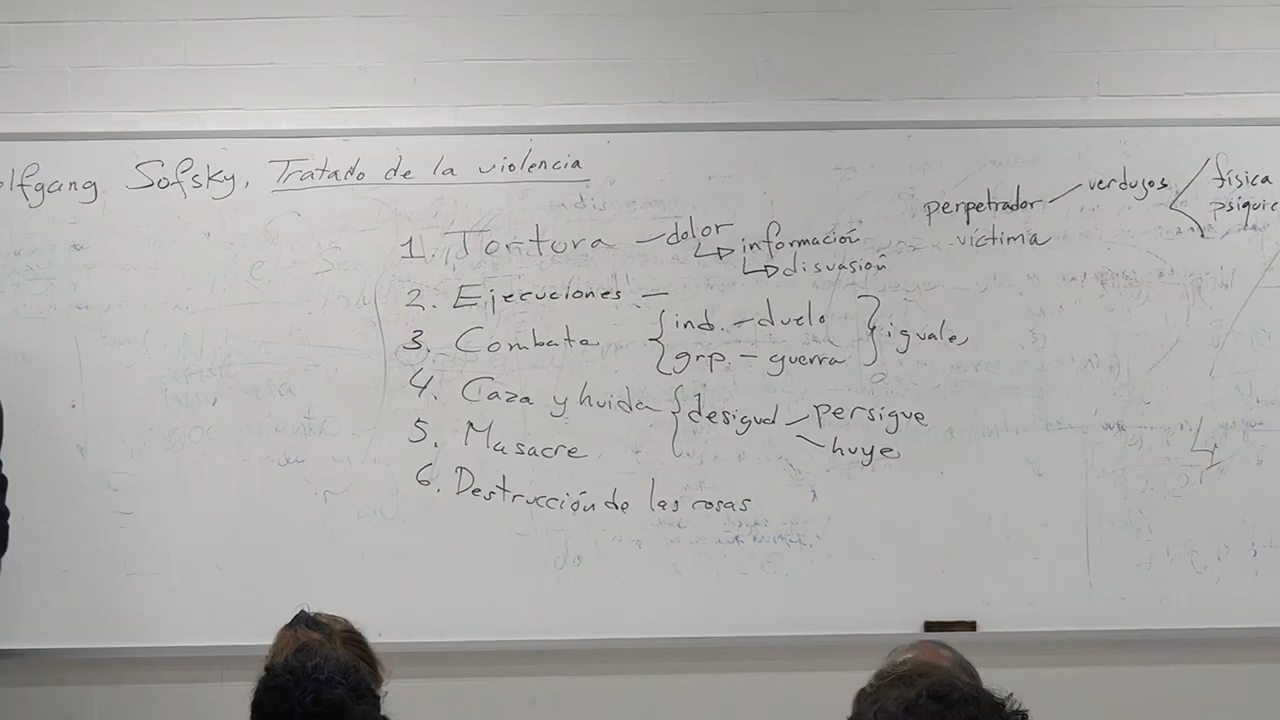 olfgang Sofsky, Tratado de la violencia
perpetrador — verdugos < física
psíquic
víctima
1. Tortura — dolor
↳ información
↳ disuasión
2. Ejecuciones —
3. Combate { ind. – duelo } iguales
{ grp. – guerra
4. Caza y huida { desigual — persigue
huye
5. Masacre
6. Destrucción de las cosas